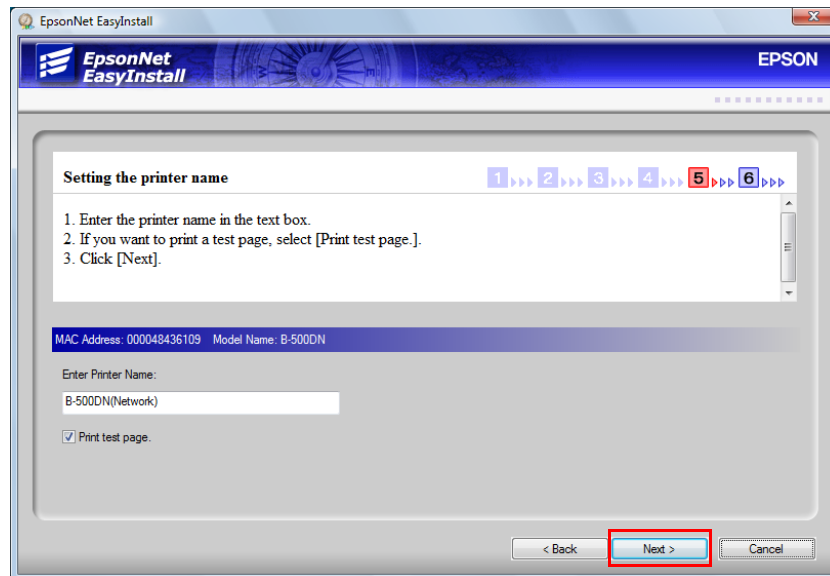 EpsonNet EasyInstall
EpsonNet
EasyInstall
EPSON
Setting the printer name
1 2 3 4 5 6
1. Enter the printer name in the text box.
2. If you want to print a test page, select [Print test page.].
3. Click [Next].
MAC Address: 000048436109 Model Name: B-500DN
Enter Printer Name:
B-500DN(Network)
Print test page.
< Back Next > Cancel